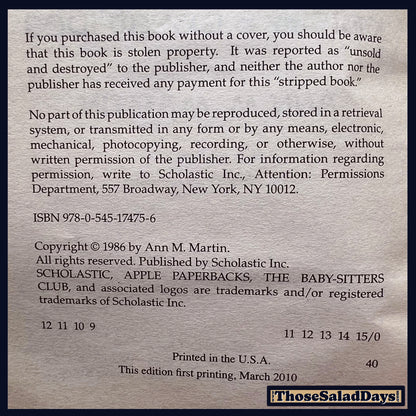 If you purchased this book without a cover, you should be aware
that this book is stolen property. It was reported as “unsold
and destroyed” to the publisher, and neither the author nor the
publisher has received any payment for this “stripped book.”
No part of this publication may be reproduced, stored in a retrieval
system, or transmitted in any form or by any means, electronic,
mechanical, photocopying, recording, or otherwise, without
written permission of the publisher. For information regarding
permission, write to Scholastic Inc., Attention: Permissions
Department, 557 Broadway, New York, NY 10012.
ISBN 978-0-545-17475-6
Copyright © 1986 by Ann M. Martin.
All rights reserved. Published by Scholastic Inc.
SCHOLASTIC, APPLE PAPERBACKS, THE BABY-SITTERS
CLUB, and associated logos are trademarks and/or registered
trademarks of Scholastic Inc.
12 11 10 9
11 12 13 14 15/0
Printed in the U.S.A.
40
This edition first printing, March 2010
ThoseSaladDays!